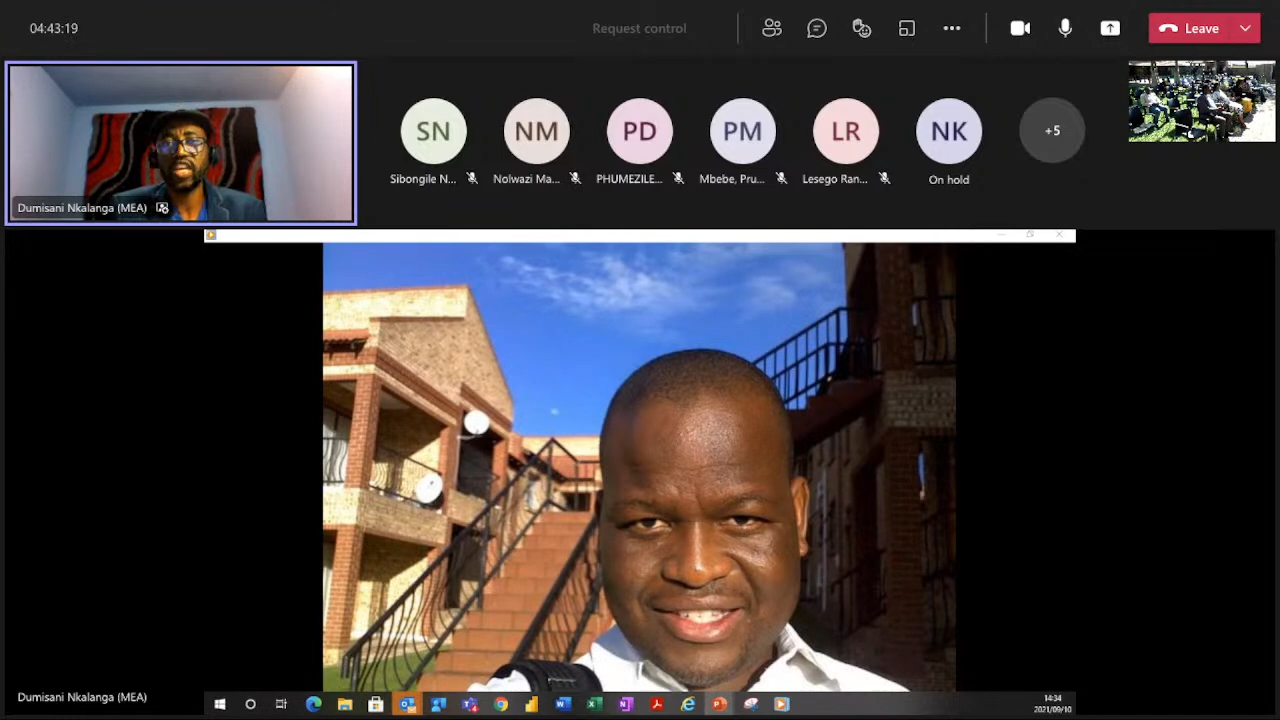 04:43:19
Request control
Leave
SN
NM
PD
PM
LR
NK
+5
Sibongile N...
Nolwazi Ma...
PHUMEZILE...
Mbebe, Pru...
Lesego Ran...
On hold
Dumisani Nkalanga (MEA)
Dumisani Nkalanga (MEA)
14:34
2021/09/10